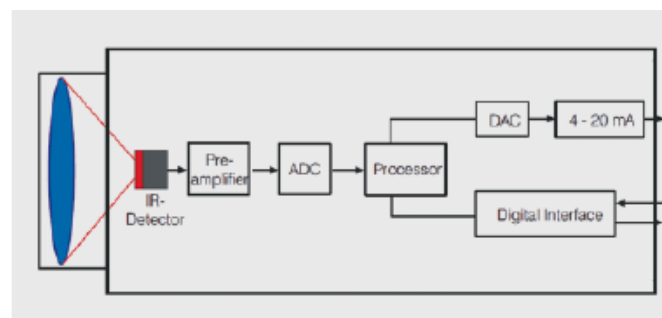 IR-
Detector
Pre-
amplifier
ADC
Processor
DAC
4 - 20 mA
Digital Interface